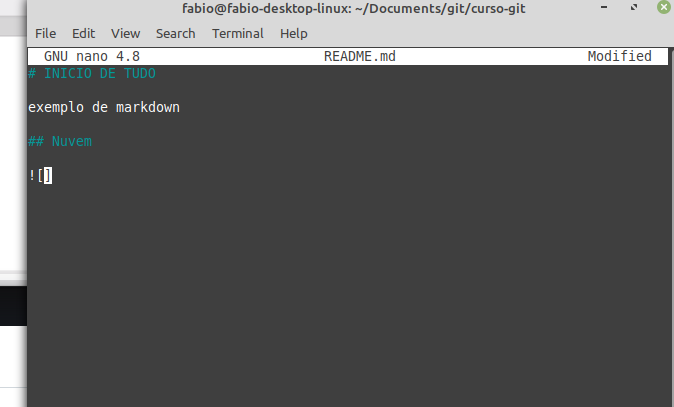 fabio@fabio-desktop-linux: ~/Documents/git/curso-git
File Edit View Search Terminal Help
GNU nano 4.8 README.md Modified
# INICIO DE TUDO
exemplo de markdown
## Nuvem
![]